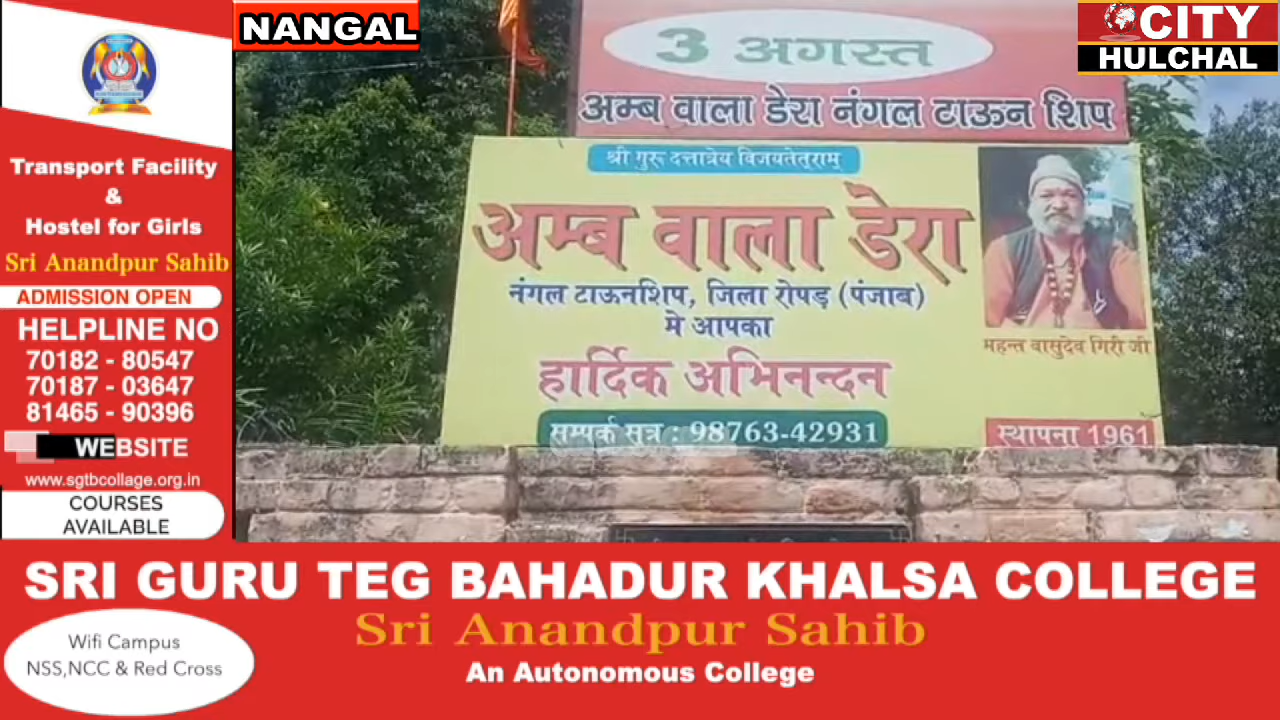 NANGAL
CITY
HULCHAL
Transport Facility
&
Hostel for Girls
Sri Anandpur Sahib
ADMISSION OPEN
HELPLINE NO
70182 - 80547
70187 - 03647
81465 - 90396
WEBSITE
www.sgtbcollage.org.in
COURSES
AVAILABLE
3 अगस्त
अम्ब वाला डेरा नंगल टाऊन शिप
श्री गुरू दत्तात्रेय विजयतेत्राम्
अम्ब वाला डेरा
नंगल टाऊनशिप, जिला रोपड़ (पंजाब)
मे आपका
हार्दिक अभिनन्दन
सम्पर्क सुत्र : 98763-42931
महन्त वासुदेव गिरी जी
स्थापना 1961
SRI GURU TEG BAHADUR KHALSA COLLEGE
Sri Anandpur Sahib
An Autonomous College
Wifi Campus
NSS,NCC & Red Cross